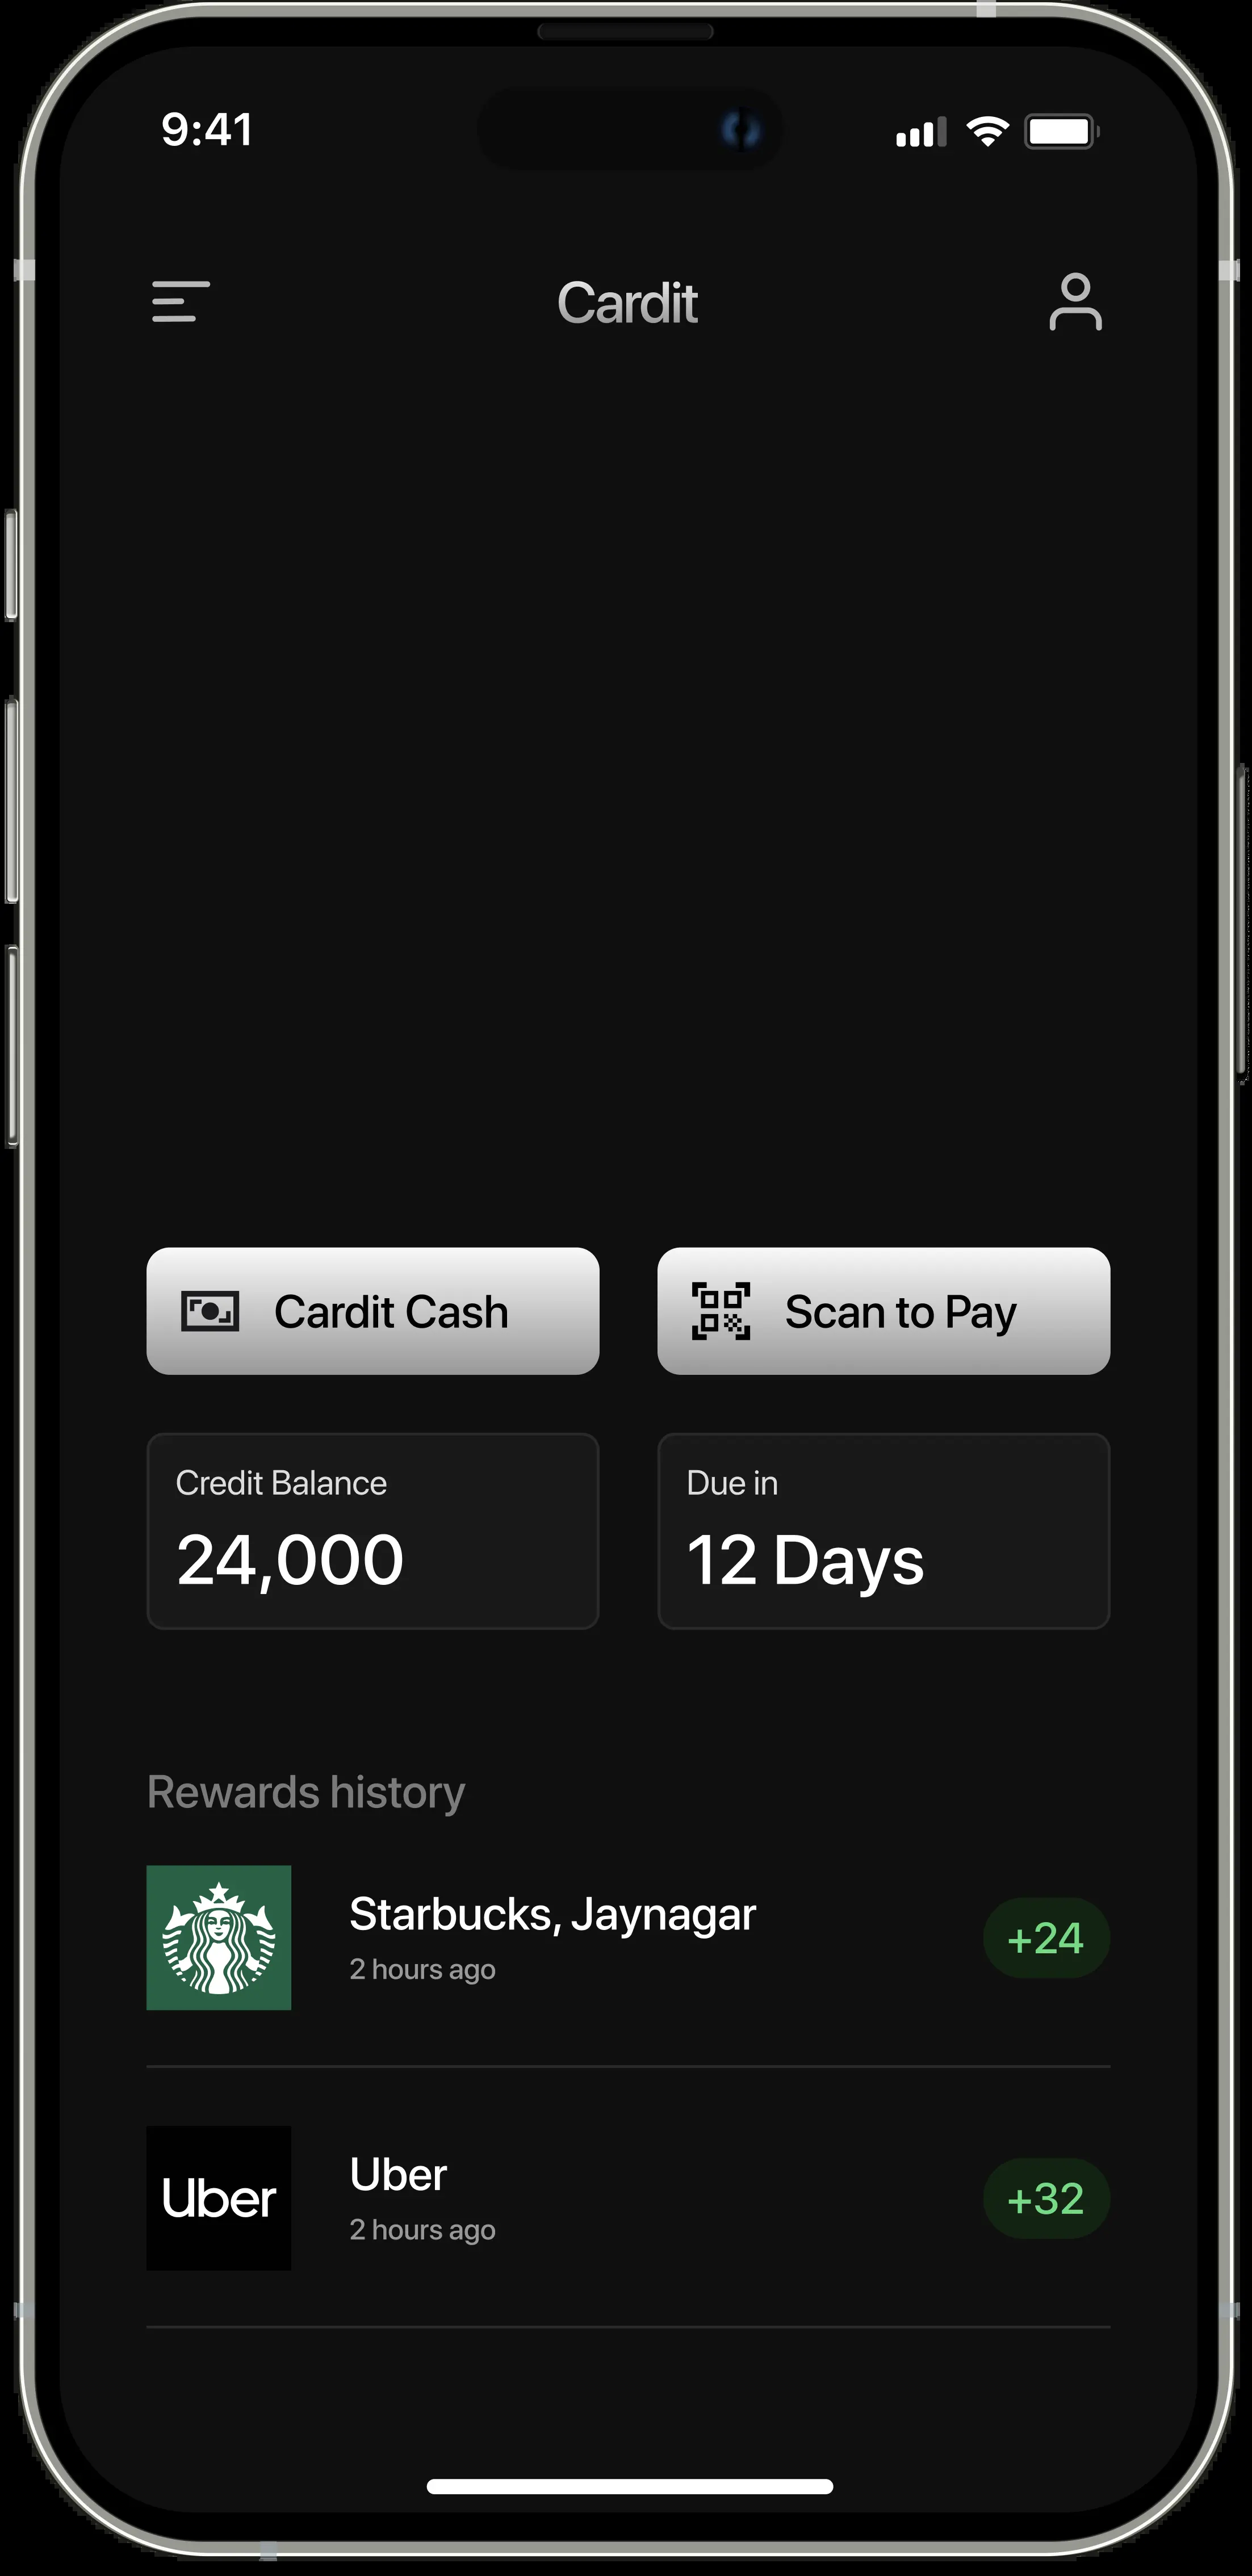 9:41
Cardit
Cardit Cash
Scan to Pay
Credit Balance
24,000
Due in
12 Days
Rewards history
Starbucks, Jaynagar
2 hours ago
+24
Uber
Uber
2 hours ago
+32